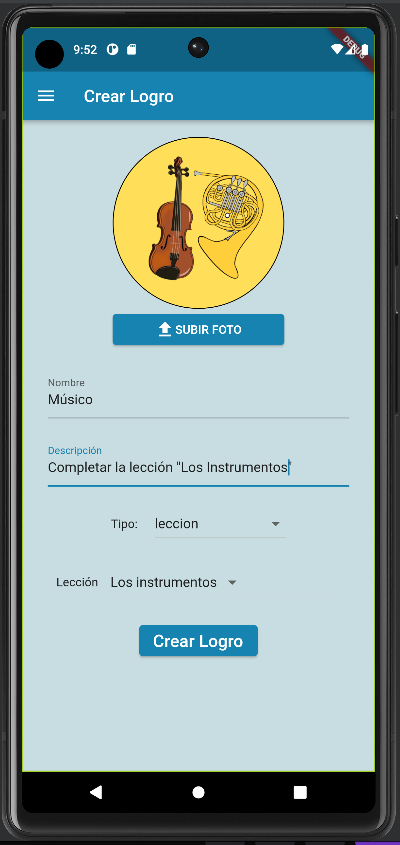 9:52
DEBUG
Crear Logro
SUBIR FOTO
Nombre
Músico
Descripción
Completar la lección "Los Instrumentos"
Tipo: leccion
Lección Los instrumentos
Crear Logro